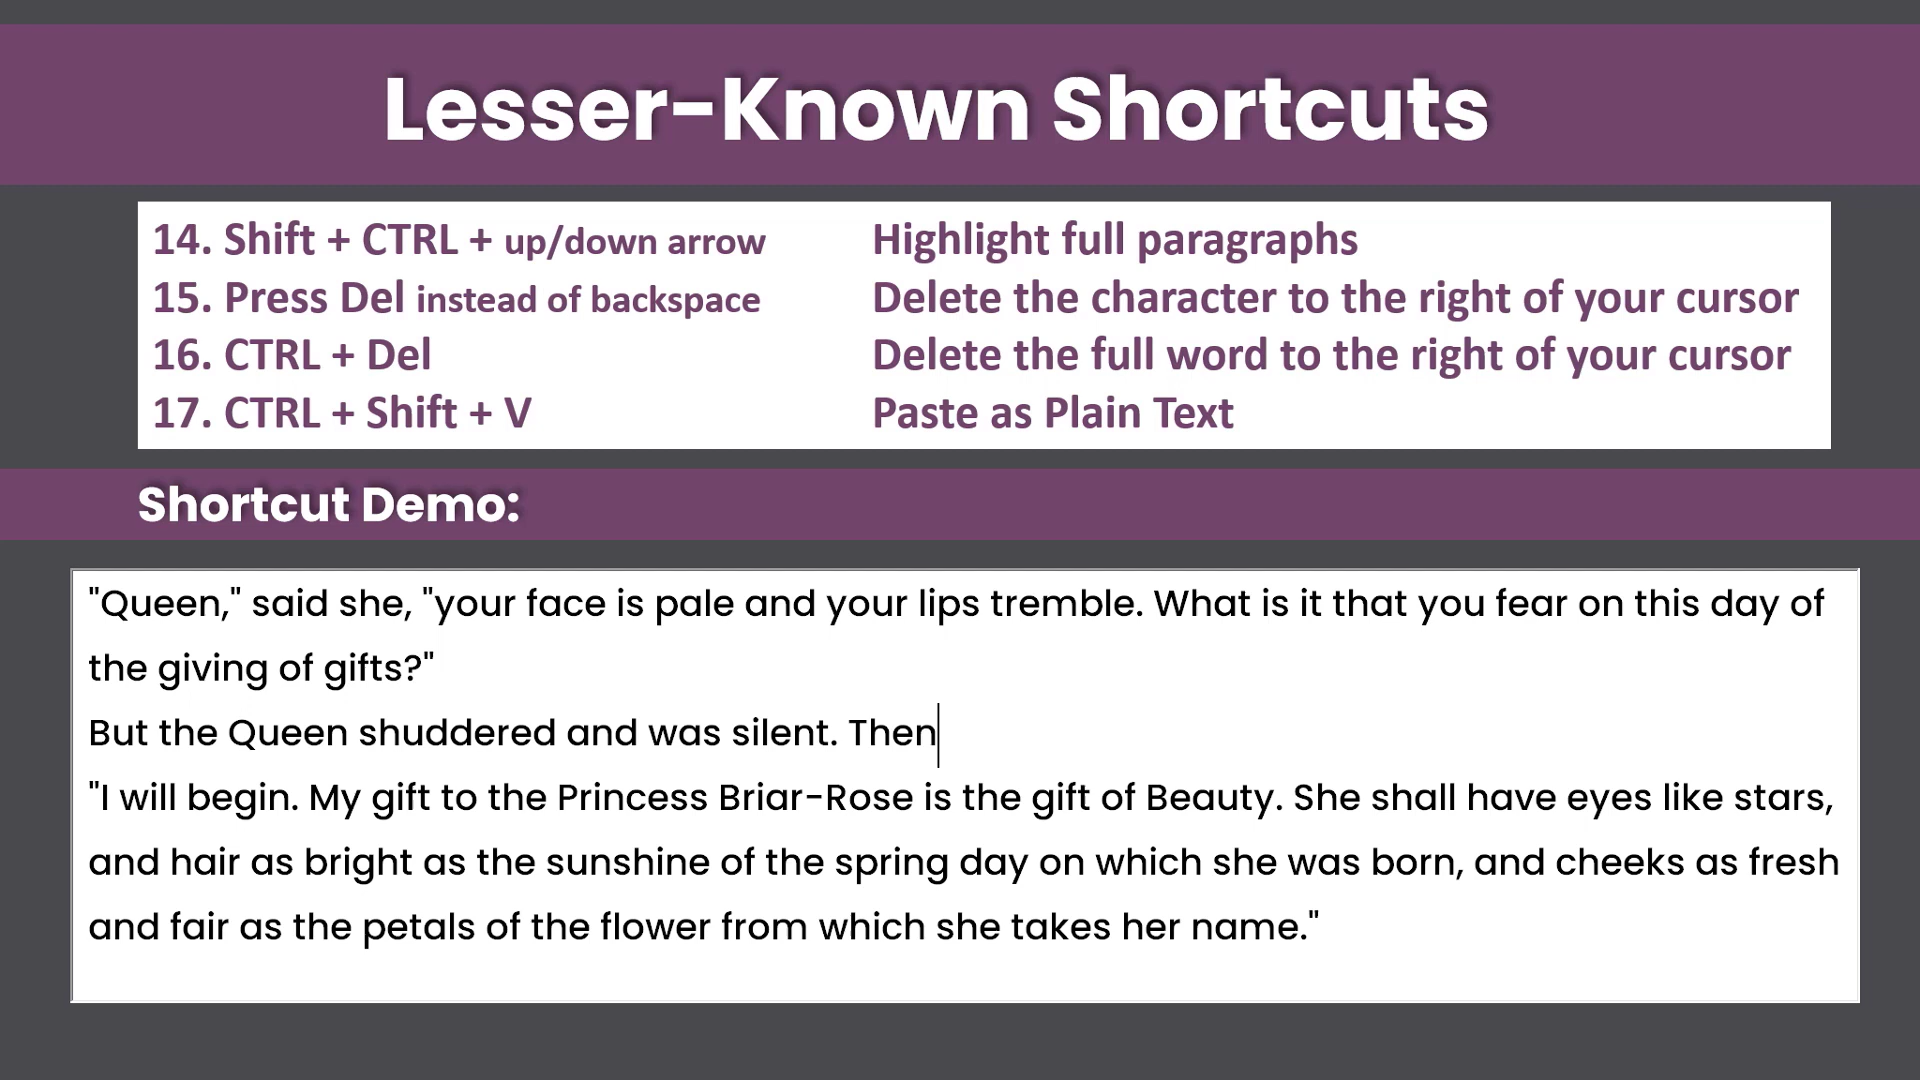 Lesser-Known Shortcuts
14. Shift + CTRL + up/down arrow Highlight full paragraphs
15. Press Del instead of backspace Delete the character to the right of your cursor
16. CTRL + Del Delete the full word to the right of your cursor
17. CTRL + Shift + V Paste as Plain Text
Shortcut Demo:
"Queen," said she, "your face is pale and your lips tremble. What is it that you fear on this day of
the giving of gifts?"
But the Queen shuddered and was silent. Then
"I will begin. My gift to the Princess Briar-Rose is the gift of Beauty. She shall have eyes like stars,
and hair as bright as the sunshine of the spring day on which she was born, and cheeks as fresh
and fair as the petals of the flower from which she takes her name."